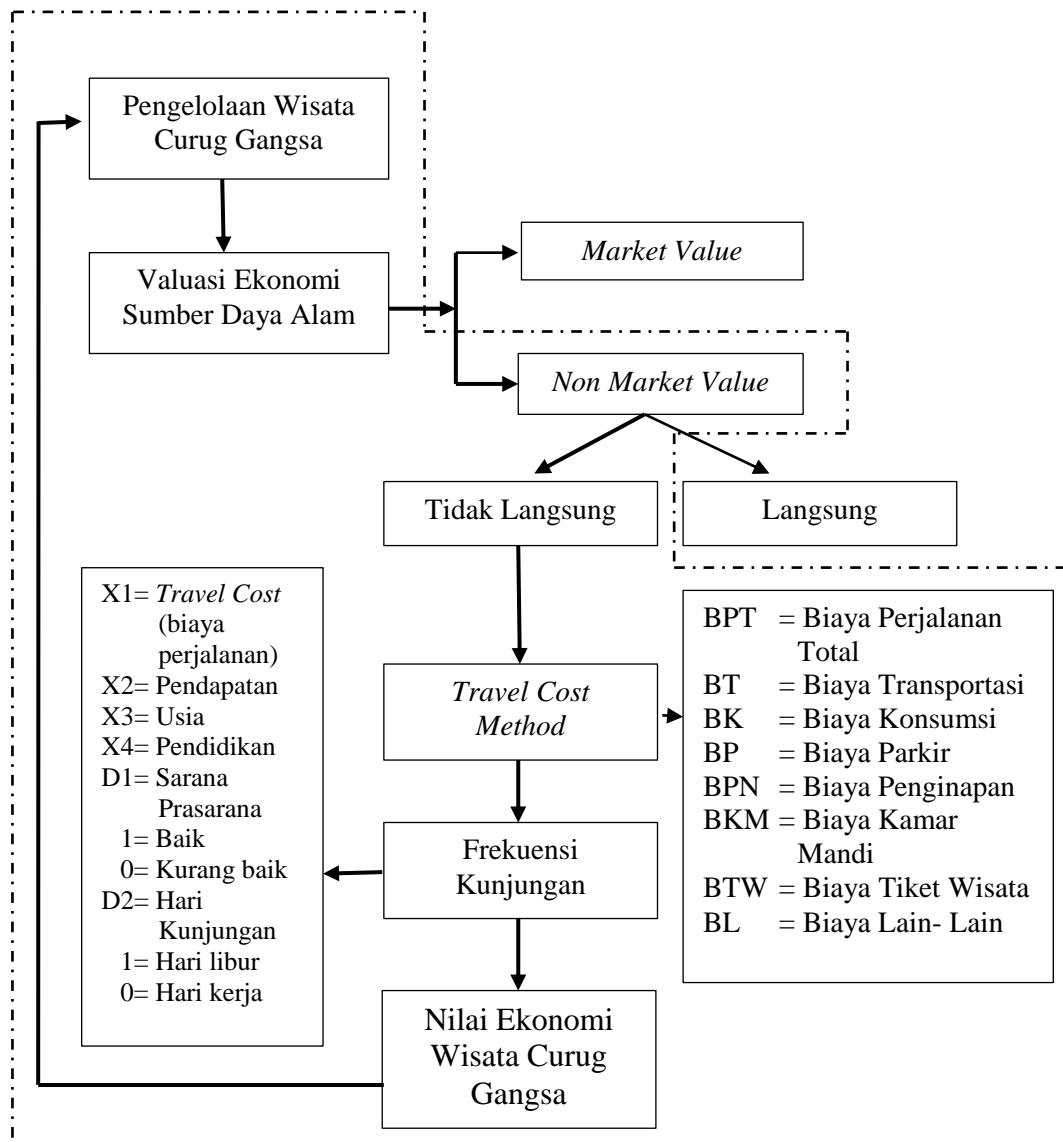 Pengelolaan Wisata
Curug Gangsa
Valuasi Ekonomi
Sumber Daya Alam
Market Value
Non Market Value
Tidak Langsung
Langsung
X1= Travel Cost
(biaya
perjalanan)
X2= Pendapatan
X3= Usia
X4= Pendidikan
D1= Sarana
Prasarana
1= Baik
0= Kurang baik
D2= Hari
Kunjungan
1= Hari libur
0= Hari kerja
Travel Cost
Method
BPT = Biaya Perjalanan
Total
BT = Biaya Transportasi
BK = Biaya Konsumsi
BP = Biaya Parkir
BPN = Biaya Penginapan
BKM = Biaya Kamar
Mandi
BTW = Biaya Tiket Wisata
BL = Biaya Lain- Lain
Frekuensi
Kunjungan
Nilai Ekonomi
Wisata Curug
Gangsa